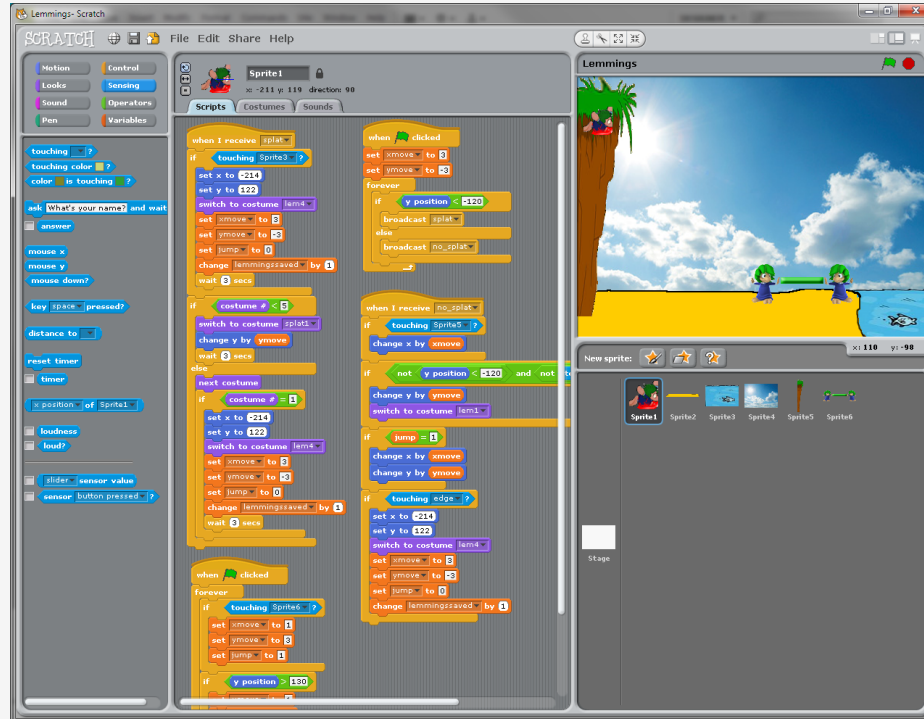 Lemmings- Scratch
SCRATCH File Edit Share Help
Motion Control
Looks Sensing
Sound Operators
Pen Variables
touching ?
touching color ?
color is touching ?
ask What's your name? and wait
answer
mouse x
mouse y
mouse down?
key space pressed?
distance to
reset timer
timer
x position of Sprite1
loudness
loud?
slider sensor value
sensor button pressed ?
Sprite1
x: -211 y: 119 direction: 90
Scripts Costumes Sounds
when I receive splat
if touching Sprite3 ?
set x to -214
set y to 122
switch to costume lem4
set xmove to 3
set ymove to -3
set jump to 0
change lemmingssaved by 1
wait 3 secs
if costume # < 5
switch to costume splat1
change y by ymove
wait 3 secs
else
next costume
if costume # = 1
set x to -214
set y to 122
switch to costume lem4
set xmove to 3
set ymove to -3
set jump to 0
change lemmingssaved by 1
wait 3 secs
when clicked
forever
if touching Sprite6 ?
set xmove to 1
set ymove to 3
set jump to 1
if y position > 130
when clicked
set xmove to 3
set ymove to -3
forever
if y position < -120
broadcast splat
else
broadcast no_splat
when I receive no_splat
if touching Sprite5 ?
change x by xmove
if not y position < -120 and not
change y by ymove
switch to costume lem1
if jump = 1
change x by xmove
change y by ymove
if touching edge ?
set x to -214
set y to 122
switch to costume lem4
set xmove to 3
set ymove to -3
set jump to 0
change lemmingssaved by 1
Lemmings
x: 110 y: -98
New sprite:
Sprite1 Sprite2 Sprite3 Sprite4 Sprite5 Sprite6
Stage